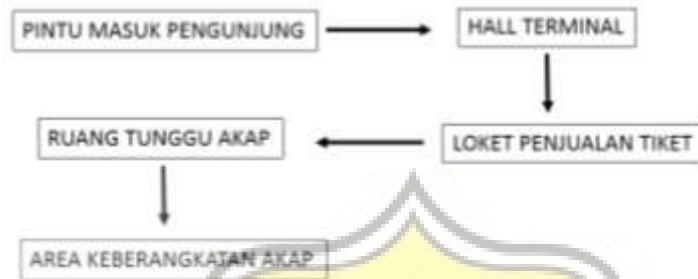 PINTU MASUK PENGUNJUNG
HALL TERMINAL
LOKET PENJUALAN TIKET
RUANG TUNGGU AKAP
AREA KEBERANGKATAN AKAP